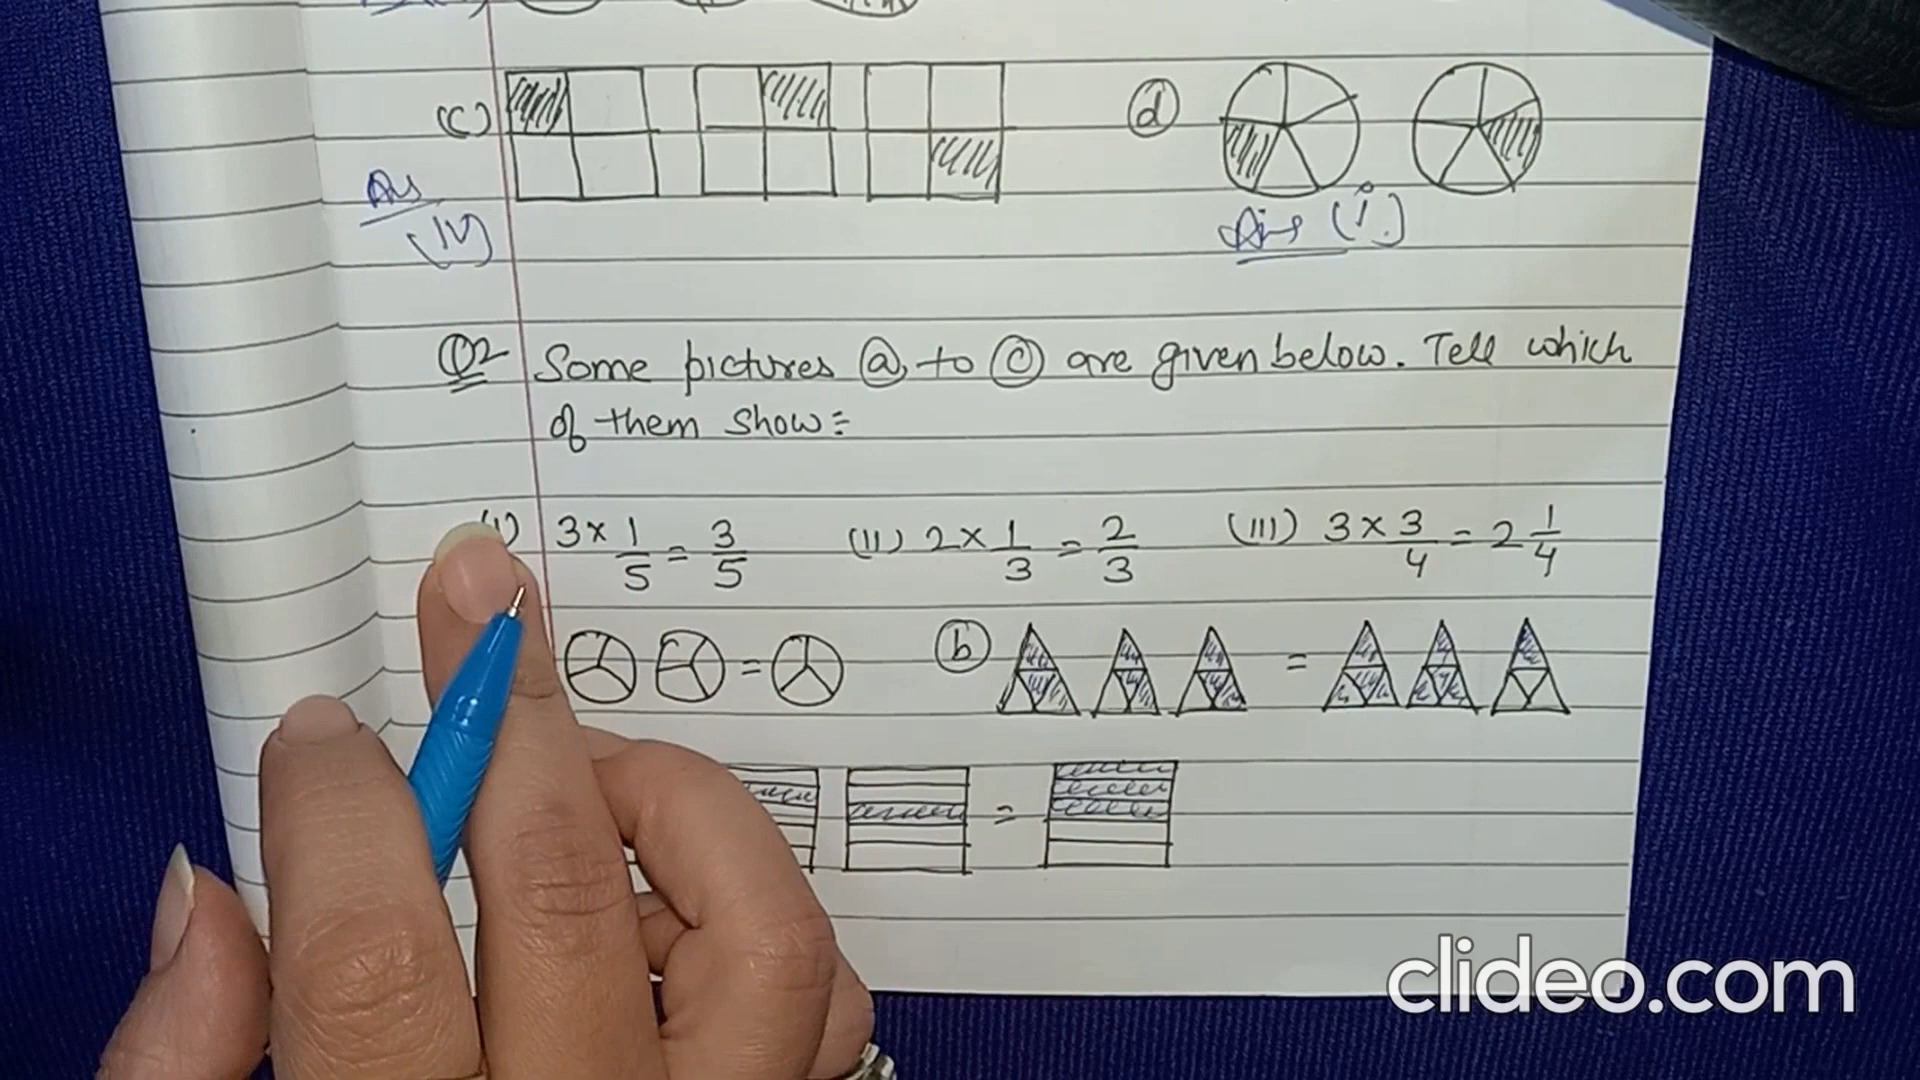 (C) d
Ans
(IV)
Ans (i.)
Q2 Some pictures a to c are given below. Tell which
of them show:
(I) 3 × 1/5 = 3/5 (II) 2 × 1/3 = 2/3 (III) 3 × 3/4 = 2 1/4
= b =
=
clideo.com